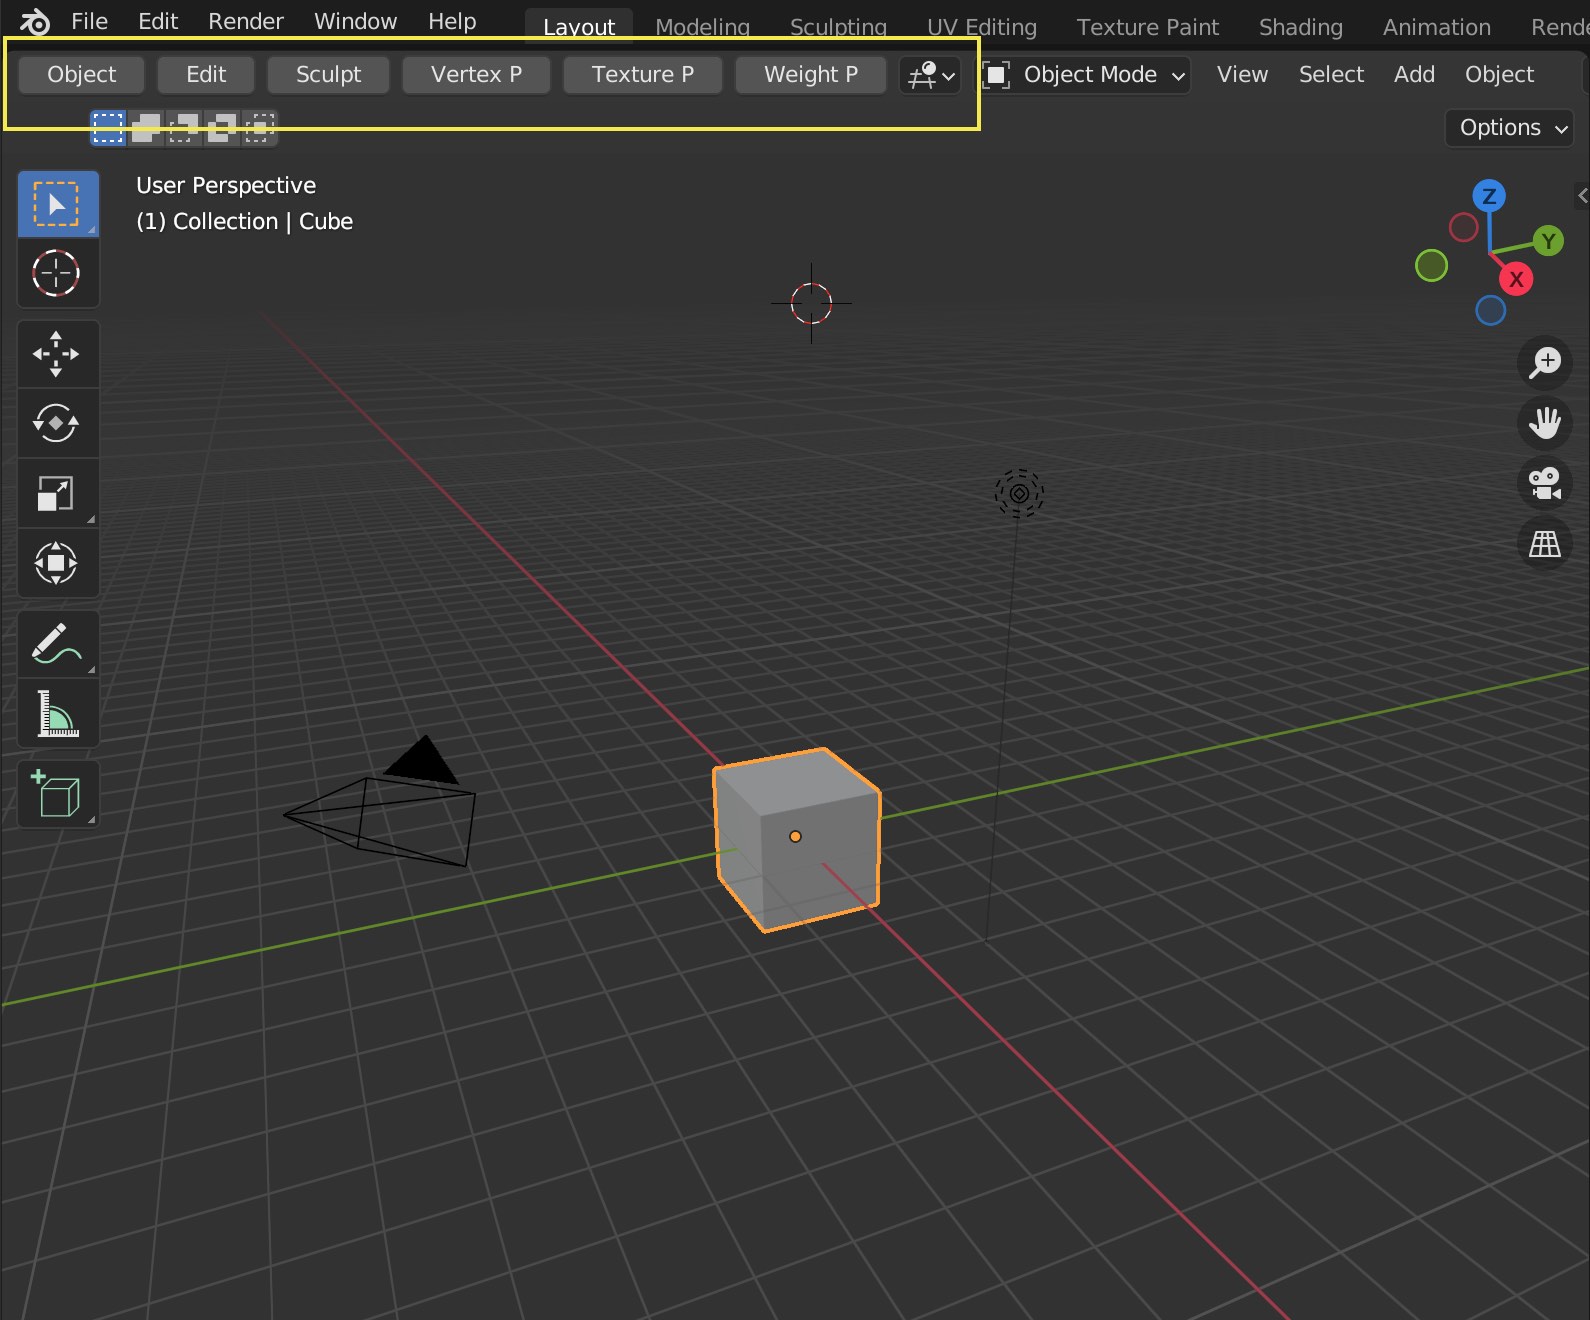 File Edit Render Window Help Layout Modeling Sculpting UV Editing Texture Paint Shading Animation Rende
Object Edit Sculpt Vertex P Texture P Weight P Object Mode View Select Add Object
Options
User Perspective
(1) Collection | Cube
Z
Y
X